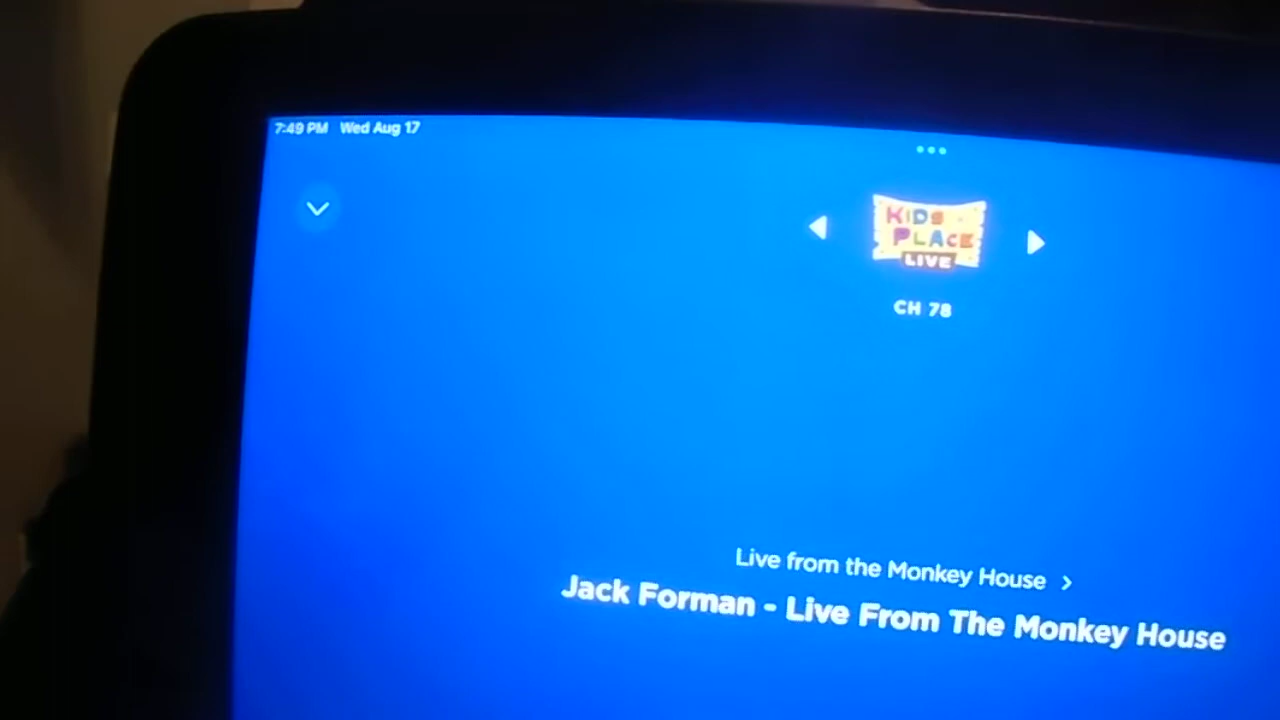 7:49 PM Wed Aug 17
KIDS
PLACE
LIVE
CH 78
Live from the Monkey House
Jack Forman - Live From The Monkey House